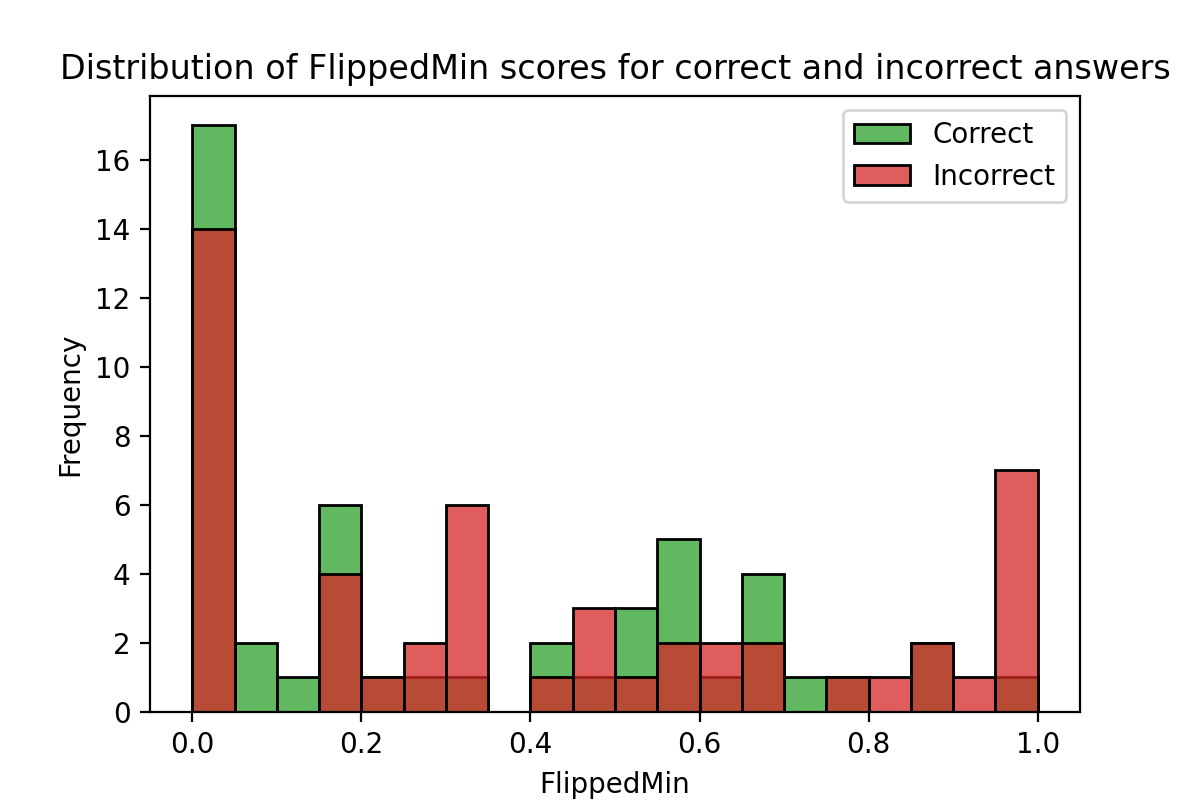 Distribution of FlippedMin scores for correct and incorrect answers
Correct
Incorrect
Frequency
16
14
12
10
8
6
4
2
0
0.0 0.2 0.4 0.6 0.8 1.0
FlippedMin